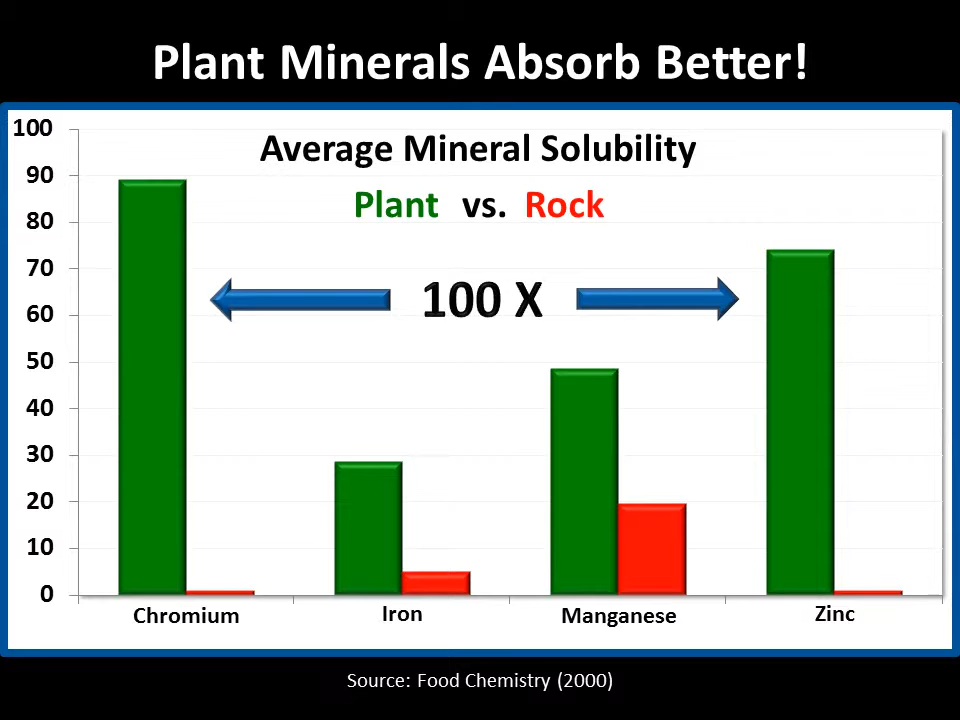 Plant Minerals Absorb Better!
Average Mineral Solubility
Plant vs. Rock
100 X
100
90
80
70
60
50
40
30
20
10
0
Chromium Iron Manganese Zinc
Source: Food Chemistry (2000)